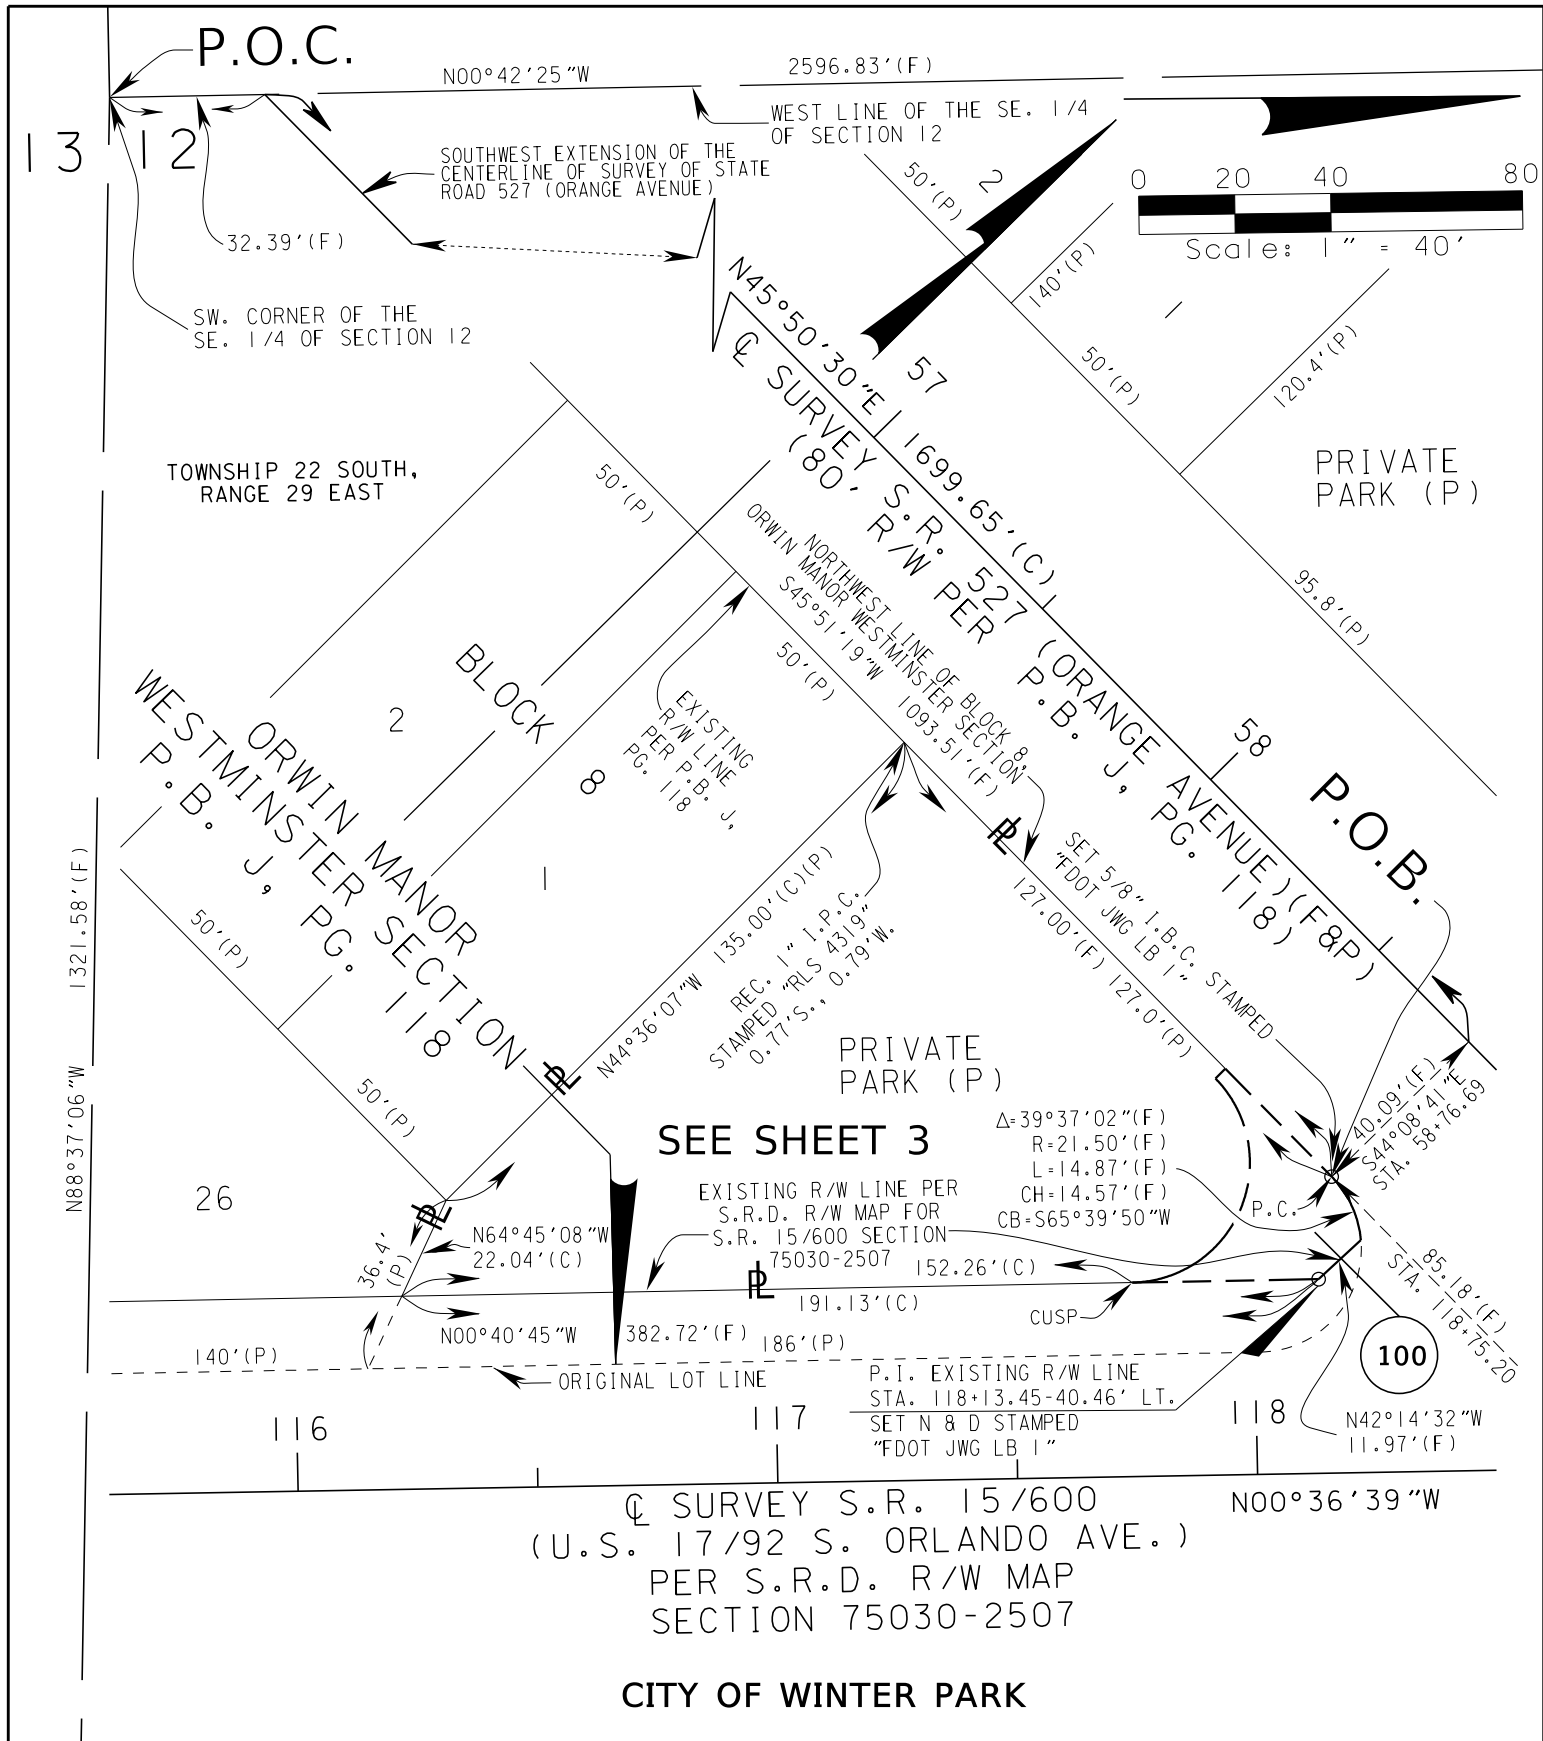 P.O.C.
N00°42'25"W
2596.83'(F)
WEST LINE OF THE SE. 1/4
OF SECTION 12
13
12
SOUTHWEST EXTENSION OF THE
CENTERLINE OF SURVEY OF STATE
ROAD 527 (ORANGE AVENUE)
32.39'(F)
SW. CORNER OF THE
SE. 1/4 OF SECTION 12
50'(P)
2
0 20 40 80
Scale: 1" = 40'
140'(P)
1
50'(P)
120.4'(P)
PRIVATE
PARK (P)
95.8'(P)
TOWNSHIP 22 SOUTH,
RANGE 29 EAST
N45°50'30"E
1699.65'(C)
57
℄ SURVEY S.R. 527 (ORANGE AVENUE)(F&P)
(80' R/W PER P.B. J, PG. 118)
58
P.O.B.
50'(P)
NORTHWEST LINE OF BLOCK 8,
ORWIN MANOR WESTMINSTER SECTION
S45°51'19"W 1093.51'(F)
50'(P)
EXISTING
R/W LINE
PER P.B. J,
PG. 118
BLOCK
8
2
ORWIN MANOR
WESTMINSTER SECTION
P.B. J, PG. 118
1
1321.58'(F)
N88°37'06"W
50'(P)
50'(P)
N44°36'07"W 135.00'(C)(P)
REC. 1" I.P.C.
STAMPED "RLS 4319"
0.77'S., 0.79'W.
SET 5/8" I.B.C. STAMPED
"FDOT JWG LB 1"
127.00'(F) 127.0'(P)
PRIVATE
PARK (P)
SEE SHEET 3
Δ=39°37'02"(F)
R=21.50'(F)
L=14.87'(F)
CH=14.57'(F)
CB=S65°39'50"W
P.C.
40.09'(F)
S44°08'41"E
STA. 58+76.69
85.18'(F)
STA. 118+75.20
26
EXISTING R/W LINE PER
S.R.D. R/W MAP FOR
S.R. 15/600 SECTION
75030-2507
N64°45'08"W
22.04'(C)
36.4'
(P)
152.26'(C)
191.13'(C)
CUSP
N00°40'45"W
382.72'(F)
186'(P)
140'(P)
ORIGINAL LOT LINE
P.I. EXISTING R/W LINE
STA. 118+13.45-40.46' LT.
SET N & D STAMPED
"FDOT JWG LB 1"
100
N42°14'32"W
11.97'(F)
116
117
118
℄ SURVEY S.R. 15/600
(U.S. 17/92 S. ORLANDO AVE.)
PER S.R.D. R/W MAP
SECTION 75030-2507
N00°36'39"W
CITY OF WINTER PARK
℄
℄
℄
℄